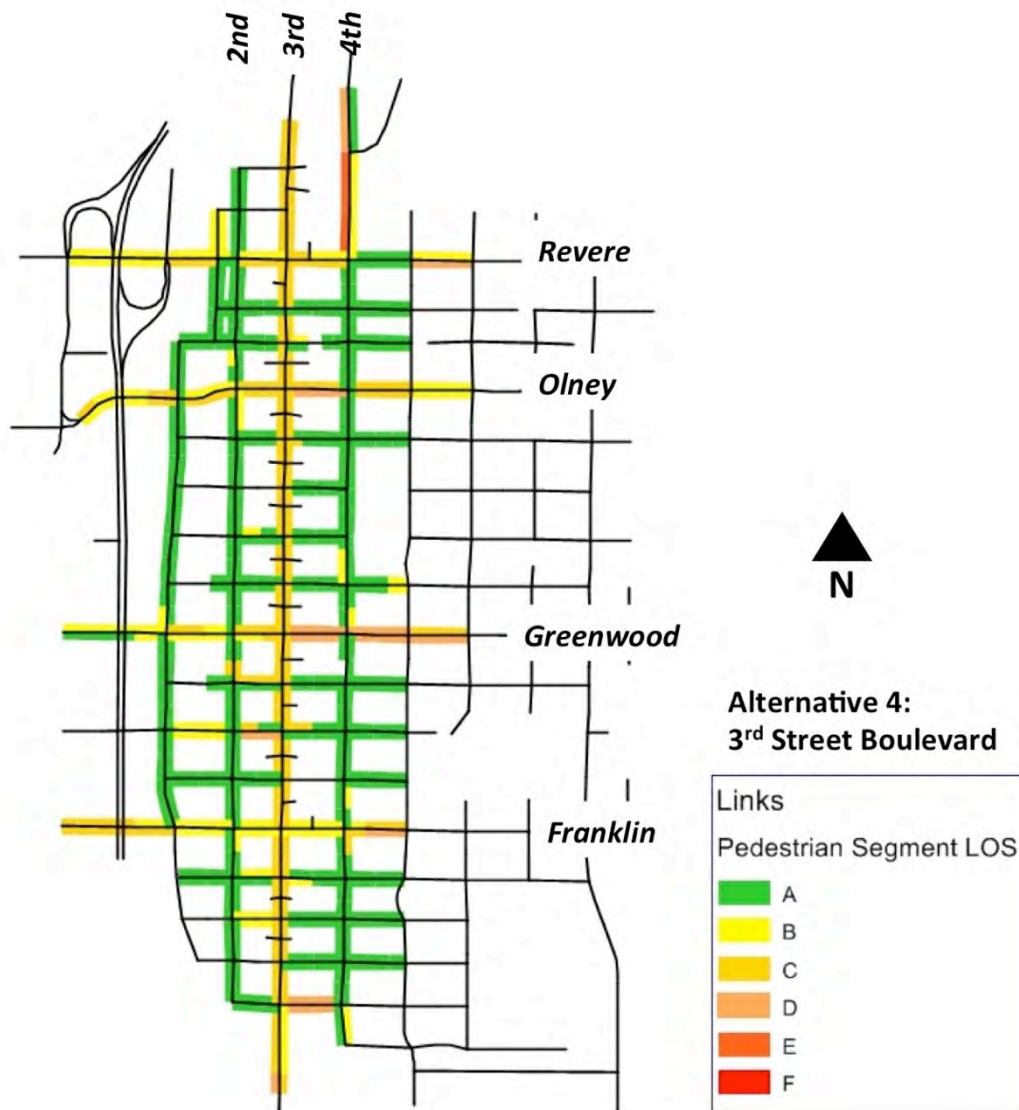 2nd
3rd
4th
Revere
Olney
N
Greenwood
Alternative 4:
3rd Street Boulevard
Links
Pedestrian Segment LOS
Franklin
A
B
C
D
E
F